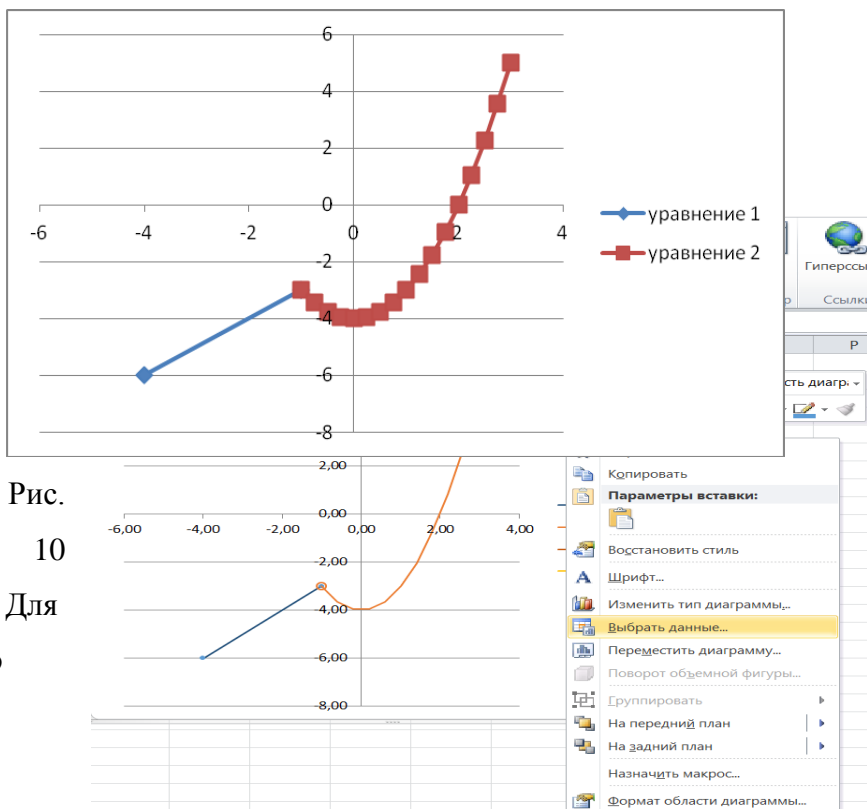 6
4
2
0
-6 -4 -2 0 2 4
-2
-4
-6
-8
уравнение 1
уравнение 2
Ссылки
P
Рис.
10
Для
2,00
0,00
-6,00 -4,00 -2,00 0,00 2,00 4,00
-2,00
-4,00
-6,00
-8,00
Копировать
Параметры вставки:
Восстановить стиль
Шрифт...
Изменить тип диаграммы...
Выбрать данные...
Переместить диаграмму...
Поворот объемной фигуры...
Группировать
На передний план
На задний план
Назначить макрос...
Формат области диаграммы...